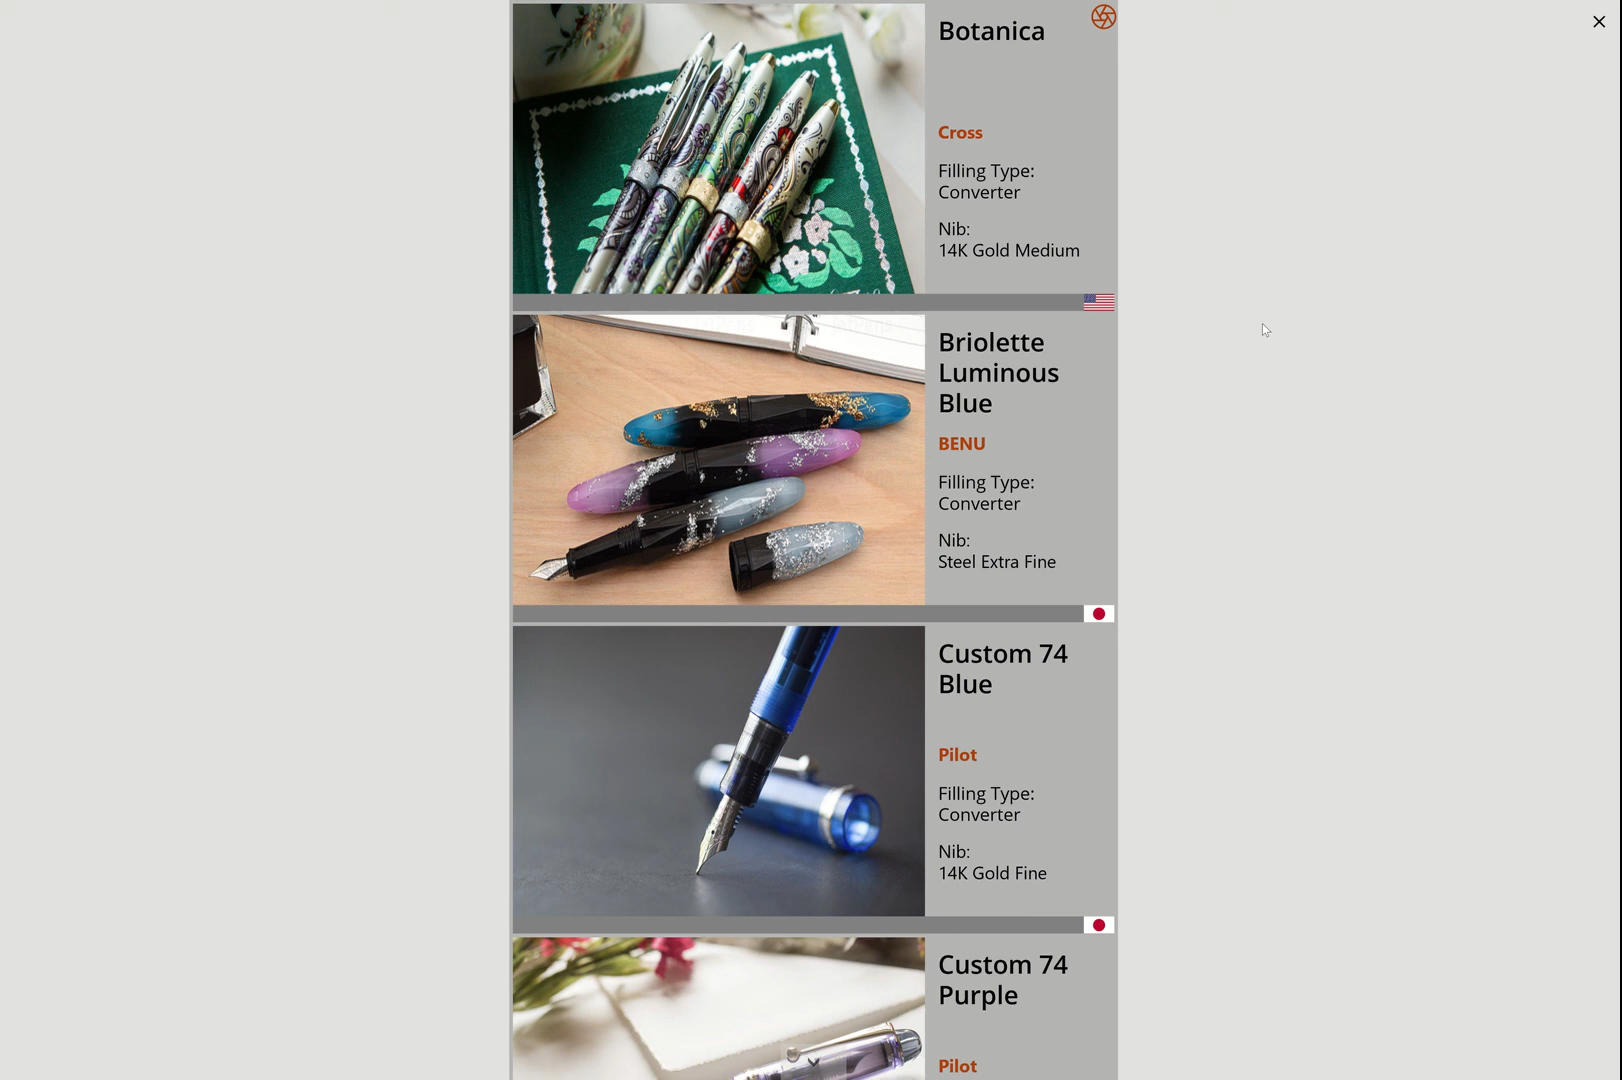 Botanica
Cross
Filling Type:
Converter
Nib:
14K Gold Medium
Briolette
Luminous
Blue
BENU
Filling Type:
Converter
Nib:
Steel Extra Fine
Custom 74
Blue
Pilot
Filling Type:
Converter
Nib:
14K Gold Fine
Custom 74
Purple
Pilot